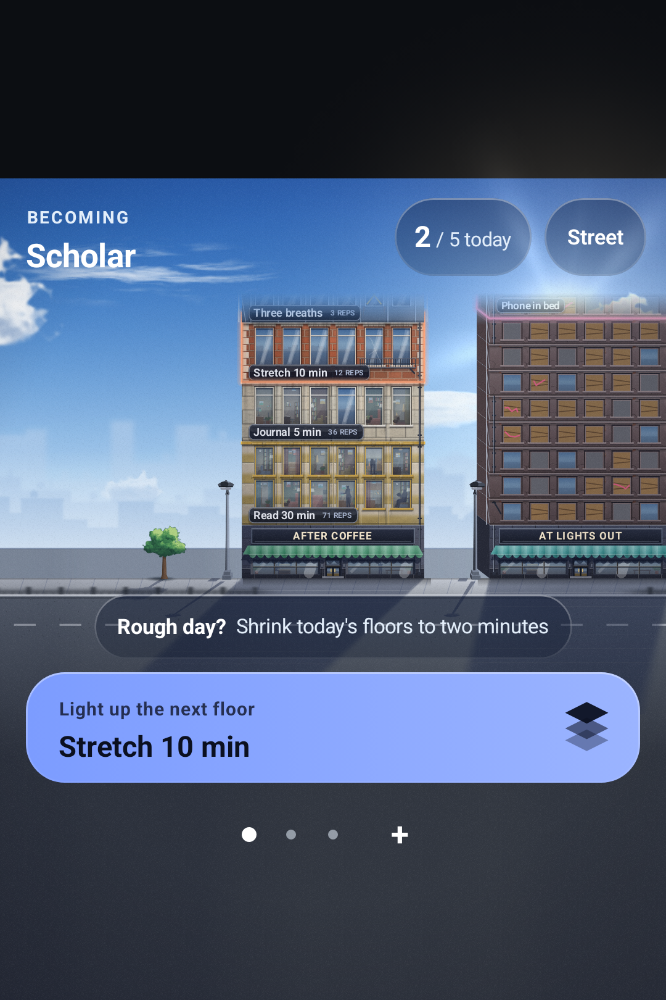 BECOMING
Scholar
2 / 5 today
Street
Three breaths 3 REPS
Phone in bed
Stretch 10 min 12 REPS
Journal 5 min 36 REPS
Read 30 min 71 REPS
AFTER COFFEE
AT LIGHTS OUT
Rough day? Shrink today's floors to two minutes
Light up the next floor
Stretch 10 min
+